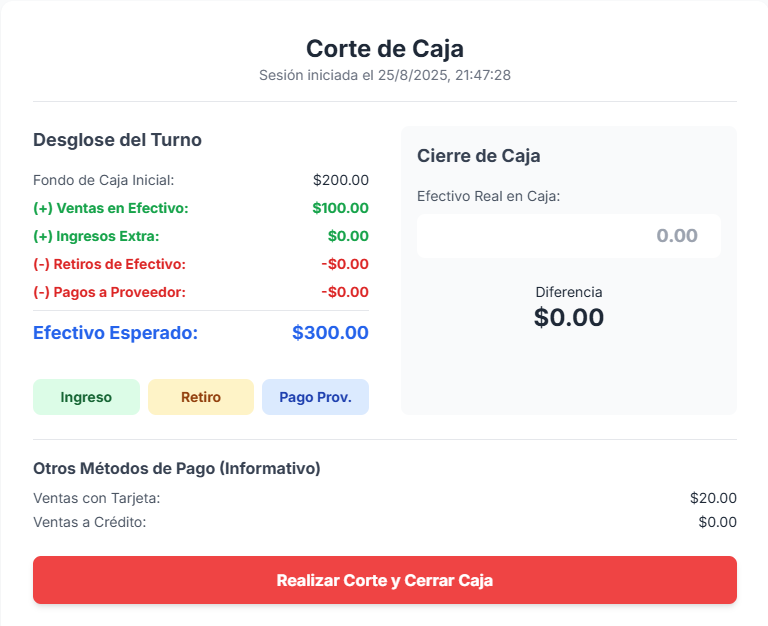 Corte de Caja
Sesión iniciada el 25/8/2025, 21:47:28
Desglose del Turno
Fondo de Caja Inicial: $200.00
(+) Ventas en Efectivo: $100.00
(+) Ingresos Extra: $0.00
(-) Retiros de Efectivo: -$0.00
(-) Pagos a Proveedor: -$0.00
Efectivo Esperado: $300.00
Ingreso Retiro Pago Prov.
Cierre de Caja
Efectivo Real en Caja:
0.00
Diferencia
$0.00
Otros Métodos de Pago (Informativo)
Ventas con Tarjeta: $20.00
Ventas a Crédito: $0.00
Realizar Corte y Cerrar Caja